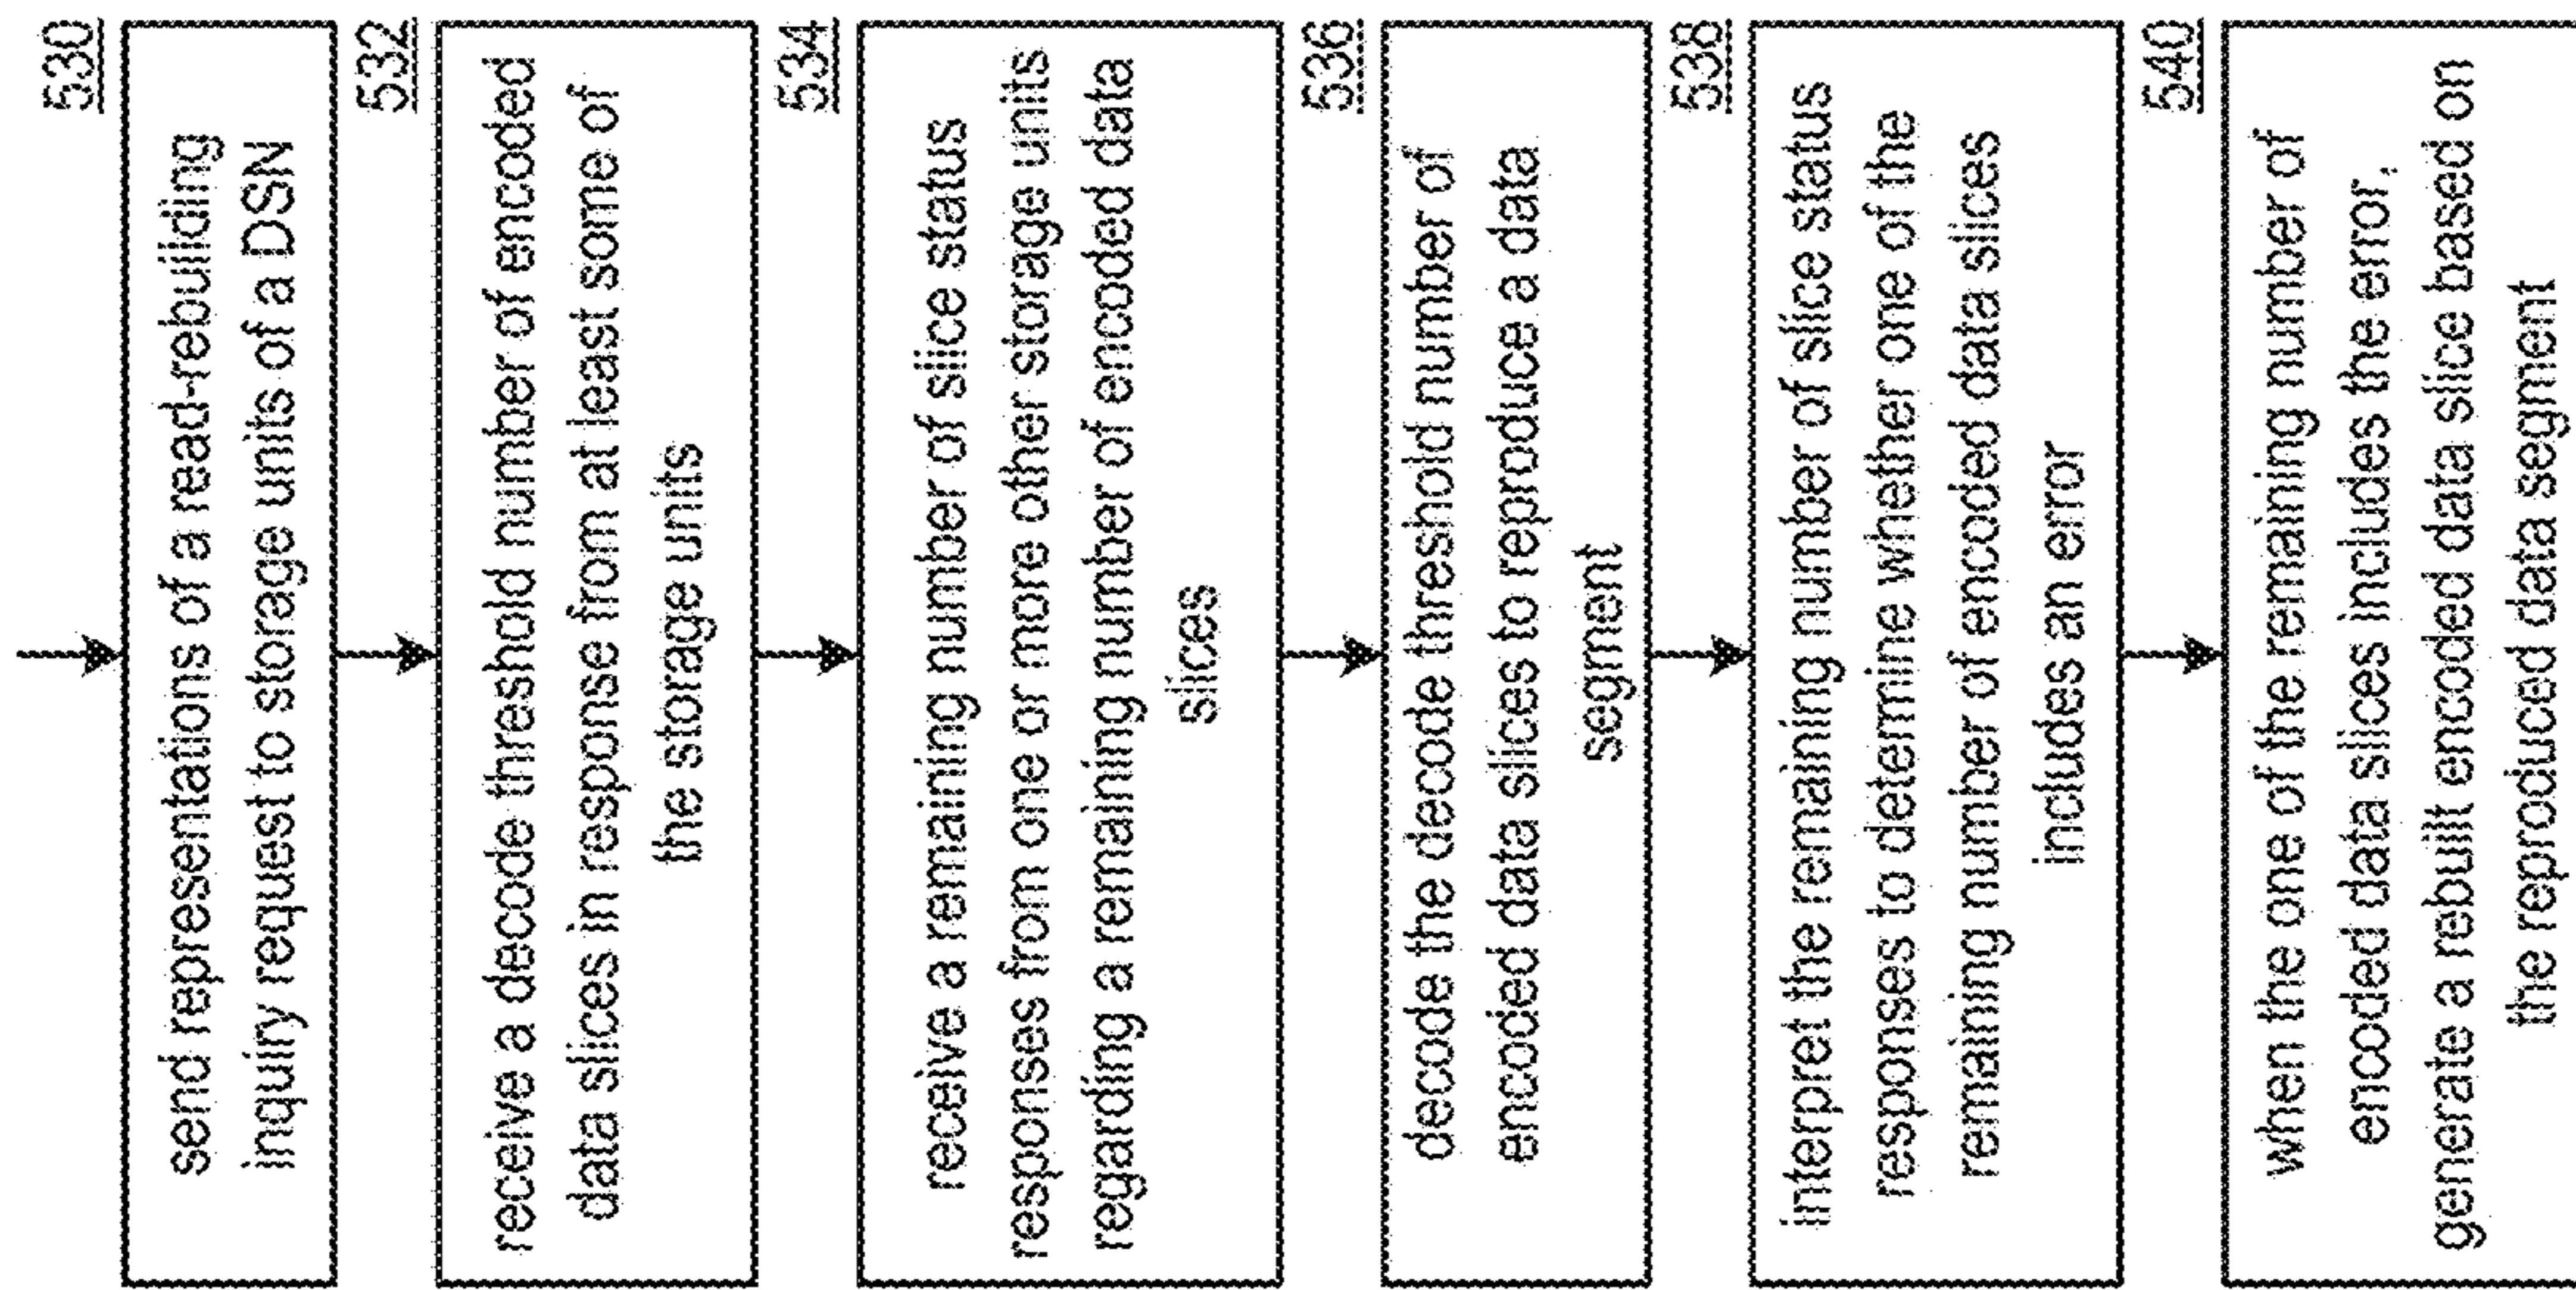 530
send representations of a read-rebuilding
inquiry request to storage units of a DSN
532
receive a decode threshold number of encoded
data slices in response from at least some of
the storage units
534
receive a remaining number of slice status
responses from one or more other storage units
regarding a remaining number of encoded data
slices
536
decode the decode threshold number of
encoded data slices to reproduce a data
segment
538
interpret the remaining number of slice status
responses to determine whether one of the
remaining number of encoded data slices
includes an error
540
when the one of the remaining number of
encoded data slices includes the error,
generate a rebuilt encoded data slice based on
the reproduced data segment